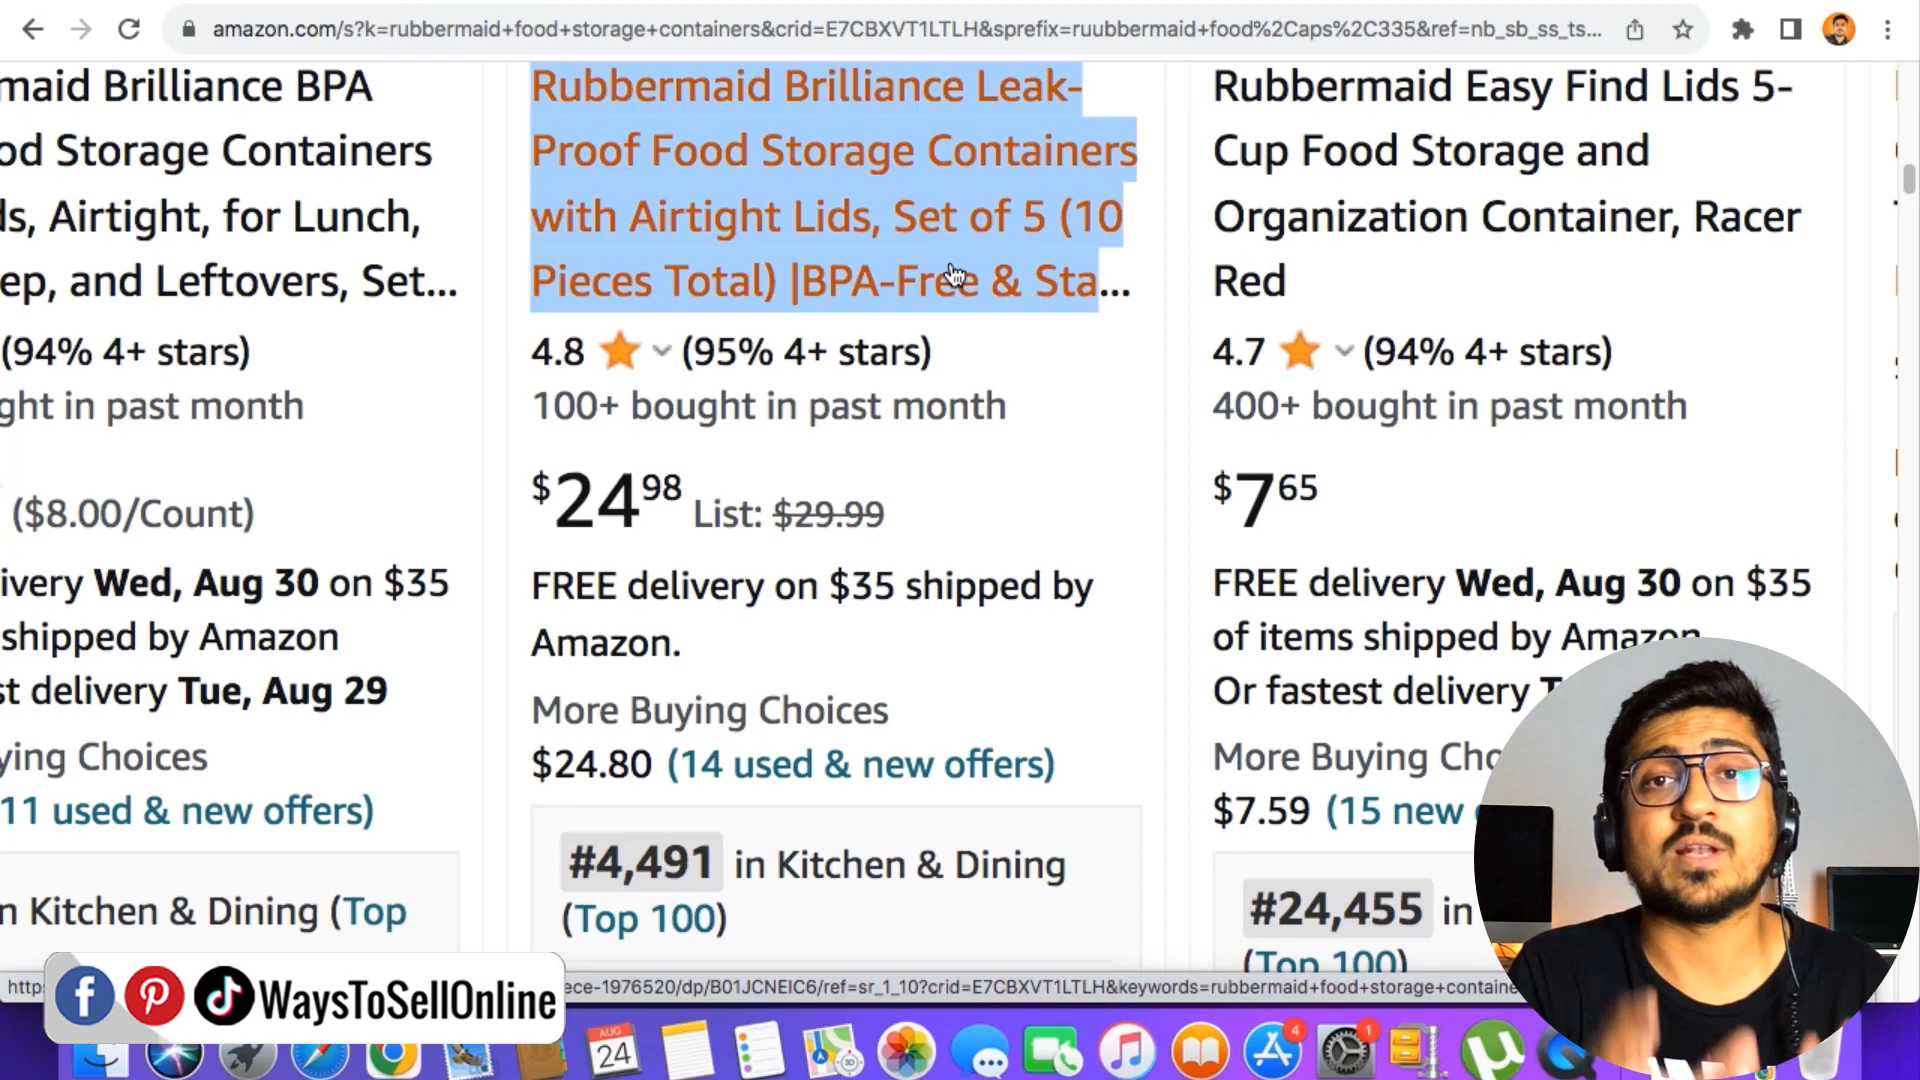 amazon.com/s?k=rubbermaid+food+storage+containers&crid=E7CBXVT1LTLH&sprefix=ruubbermaid+food%2Caps%2C335&ref=nb_sb_ss_ts...
maid Brilliance BPA
od Storage Containers
ds, Airtight, for Lunch,
ep, and Leftovers, Set...
(94% 4+ stars)
ght in past month
($8.00/Count)
ivery Wed, Aug 30 on $35
shipped by Amazon
st delivery Tue, Aug 29
ying Choices
11 used & new offers)
n Kitchen & Dining (Top
Rubbermaid Brilliance Leak-
Proof Food Storage Containers
with Airtight Lids, Set of 5 (10
Pieces Total) |BPA-Free & Sta...
4.8 (95% 4+ stars)
100+ bought in past month
$24.98 List: $29.99
FREE delivery on $35 shipped by
Amazon.
More Buying Choices
$24.80 (14 used & new offers)
#4,491 in Kitchen & Dining
(Top 100)
Rubbermaid Easy Find Lids 5-
Cup Food Storage and
Organization Container, Racer
Red
4.7 (94% 4+ stars)
400+ bought in past month
$7.65
FREE delivery Wed, Aug 30 on $35
of items shipped by Amazon
Or fastest delivery T
More Buying Cho
$7.59 (15 new
#24,455 in
(Top 100)
http
ece-1976520/dp/B01JCNEIC6/ref=sr_1_10?crid=E7CBXVT1LTLH&keywords=rubbermaid+food+storage+containe
WaysToSellOnline
AUG
24
4
1